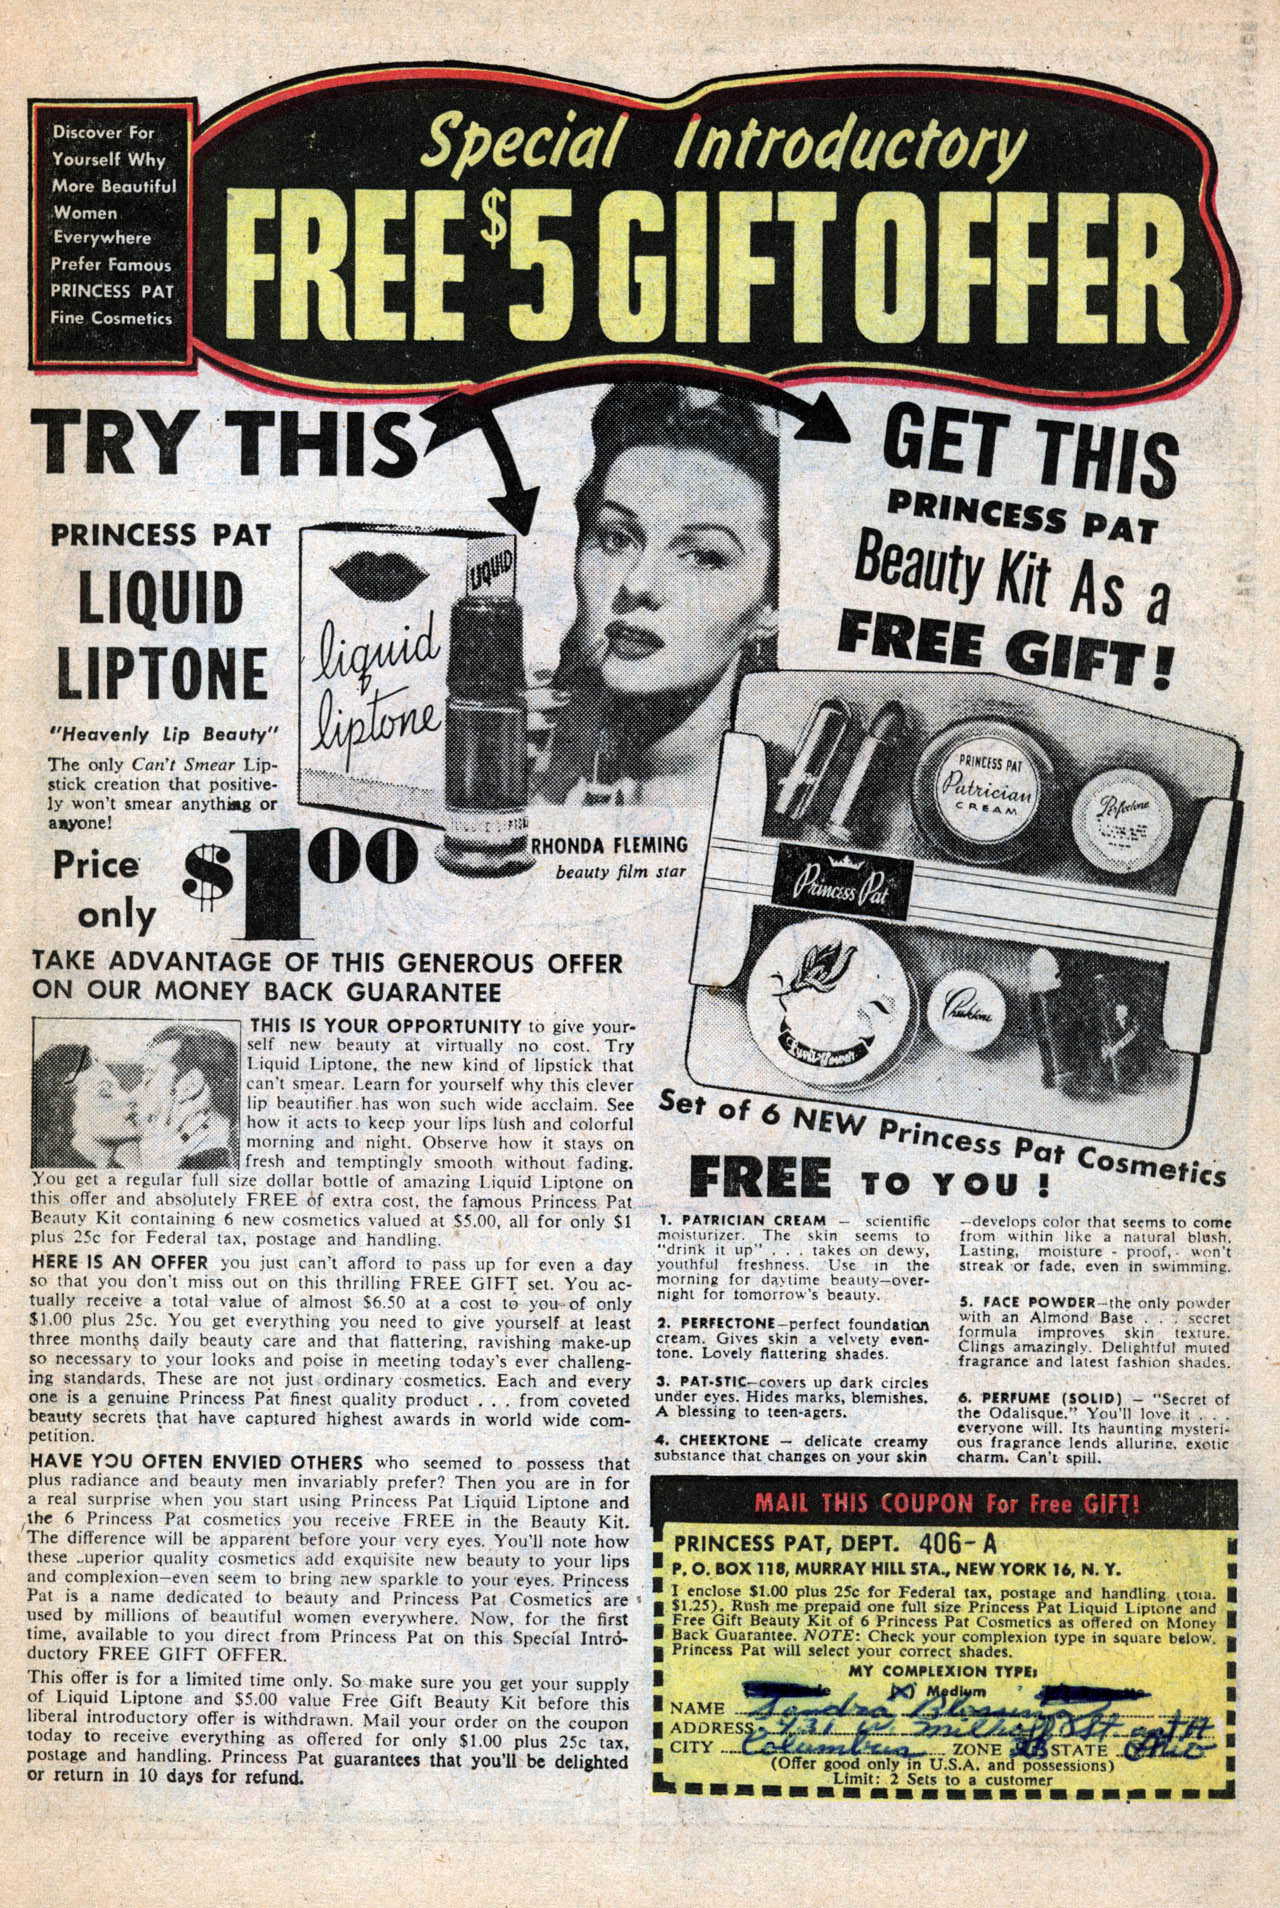 Discover For
Yourself Why
More Beautiful
Women
Everywhere
Prefer Famous
PRINCESS PAT
Fine Cosmetics
Special Introductory
FREE $5 GIFT OFFER
TRY THIS
PRINCESS PAT
LIQUID
LIPTONE
"Heavenly Lip Beauty"
The only Can't Smear Lip-
stick creation that positive-
ly won't smear anything or
anyone!
Price
only
$1.00
LIQUID
liquid
liptone
RHONDA FLEMING
beauty film star
GET THIS
PRINCESS PAT
Beauty Kit As a
FREE GIFT!
PRINCESS PAT
Patrician
CREAM
Perfectone
Princess Pat
Cheektone
Set of 6 NEW Princess Pat Cosmetics
FREE TO YOU!
TAKE ADVANTAGE OF THIS GENEROUS OFFER
ON OUR MONEY BACK GUARANTEE
THIS IS YOUR OPPORTUNITY to give your-
self new beauty at virtually no cost. Try
Liquid Liptone, the new kind of lipstick that
can't smear. Learn for yourself why this clever
lip beautifier has won such wide acclaim. See
how it acts to keep your lips lush and colorful
morning and night. Observe how it stays on
fresh and temptingly smooth without fading.
You get a regular full size dollar bottle of amazing Liquid Liptone on
this offer and absolutely FREE of extra cost, the famous Princess Pat
Beauty Kit containing 6 new cosmetics valued at $5.00, all for only $1
plus 25c for Federal tax, postage and handling.
HERE IS AN OFFER you just can't afford to pass up for even a day
so that you don't miss out on this thrilling FREE GIFT set. You ac-
tually receive a total value of almost $6.50 at a cost to you of only
$1.00 plus 25c. You get everything you need to give yourself at least
three months daily beauty care and that flattering, ravishing make-up
so necessary to your looks and poise in meeting today's ever challeng-
ing standards. These are not just ordinary cosmetics. Each and every
one is a genuine Princess Pat finest quality product . . . from coveted
beauty secrets that have captured highest awards in world wide com-
petition.
HAVE YOU OFTEN ENVIED OTHERS who seemed to possess that
plus radiance and beauty men invariably prefer? Then you are in for
a real surprise when you start using Princess Pat Liquid Liptone and
the 6 Princess Pat cosmetics you receive FREE in the Beauty Kit.
The difference will be apparent before your very eyes. You'll note how
these superior quality cosmetics add exquisite new beauty to your lips
and complexion—even seem to bring new sparkle to your eyes. Princess
Pat is a name dedicated to beauty and Princess Pat Cosmetics are
used by millions of beautiful women everywhere. Now, for the first
time, available to you direct from Princess Pat on this Special Intro-
ductory FREE GIFT OFFER.
This offer is for a limited time only. So make sure you get your supply
of Liquid Liptone and $5.00 value Free Gift Beauty Kit before this
liberal introductory offer is withdrawn. Mail your order on the coupon
today to receive everything as offered for only $1.00 plus 25c tax,
postage and handling. Princess Pat guarantees that you'll be delighted
or return in 10 days for refund.
1. PATRICIAN CREAM — scientific
moisturizer. The skin seems to
"drink it up" . . . takes on dewy,
youthful freshness. Use in the
morning for daytime beauty—over-
night for tomorrow's beauty.
2. PERFECTONE—perfect foundation
cream. Gives skin a velvety even-
tone. Lovely flattering shades.
3. PAT-STIC—covers up dark circles
under eyes. Hides marks, blemishes.
A blessing to teen-agers.
4. CHEEKTONE — delicate creamy
substance that changes on your skin
—develops color that seems to come
from within like a natural blush.
Lasting, moisture-proof, won't
streak or fade, even in swimming.
5. FACE POWDER—the only powder
with an Almond Base . . . secret
formula improves skin texture.
Clings amazingly. Delightful muted
fragrance and latest fashion shades.
6. PERFUME (SOLID) — "Secret of
the Odalisque." You'll love it . . .
everyone will. Its haunting mysteri-
ous fragrance lends alluring, exotic
charm. Can't spill.
MAIL THIS COUPON For Free GIFT!
PRINCESS PAT, DEPT. 406-A
P. O. BOX 118, MURRAY HILL STA., NEW YORK 16, N. Y.
I enclose $1.00 plus 25c for Federal tax, postage and handling (total
$1.25). Rush me prepaid one full size Princess Pat Liquid Liptone and
Free Gift Beauty Kit of 6 Princess Pat Cosmetics as offered on Money
Back Guarantee. NOTE: Check your complexion type in square below.
Princess Pat will select your correct shades.
MY COMPLEXION TYPE:
(x) Medium
NAME Sandra
ADDRESS W. St
CITY Columbus ZONE STATE Ohio
(Offer good only in U.S.A. and possessions)
Limit: 2 Sets to a customer